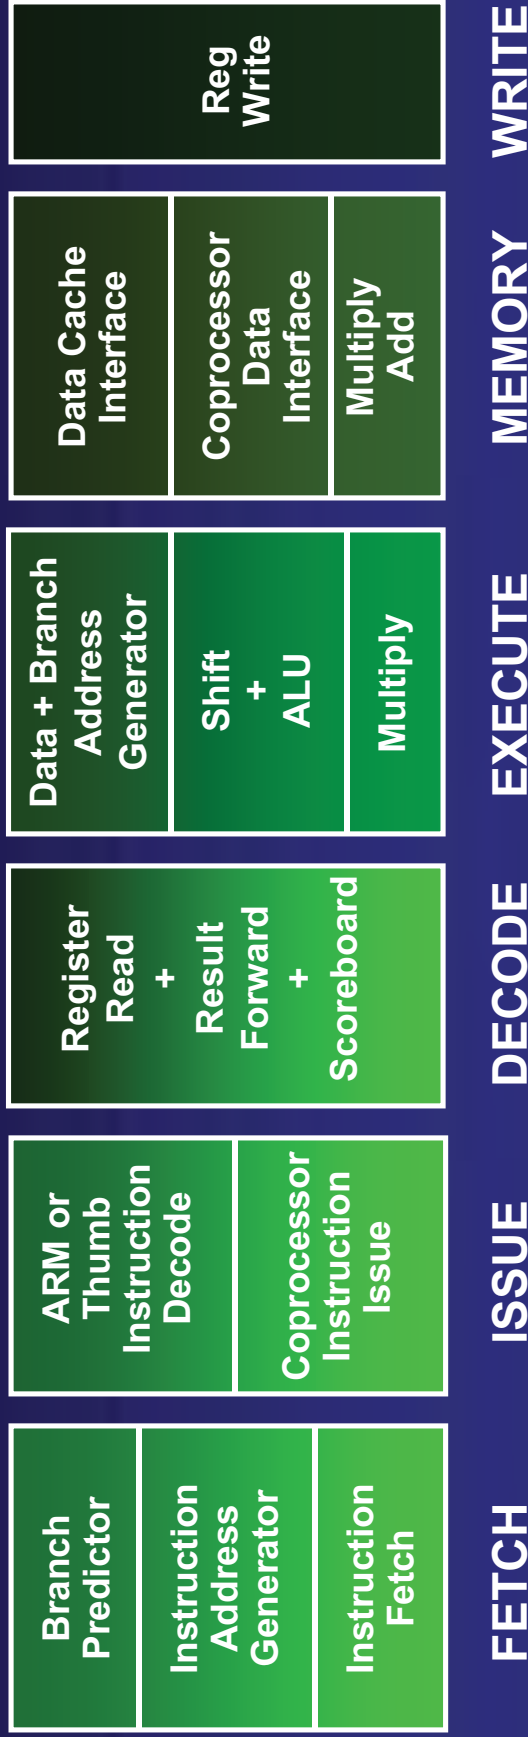 Branch
Predictor
Instruction
Address
Generator
Instruction
Fetch
FETCH
ARM or
Thumb
Instruction
Decode
Coprocessor
Instruction
Issue
ISSUE
Register
Read
+
Result
Forward
+
Scoreboard
DECODE
Data + Branch
Address
Generator
Shift
+
ALU
Multiply
EXECUTE
Data Cache
Interface
Coprocessor
Data
Interface
Multiply
Add
MEMORY
Reg
Write
WRITE